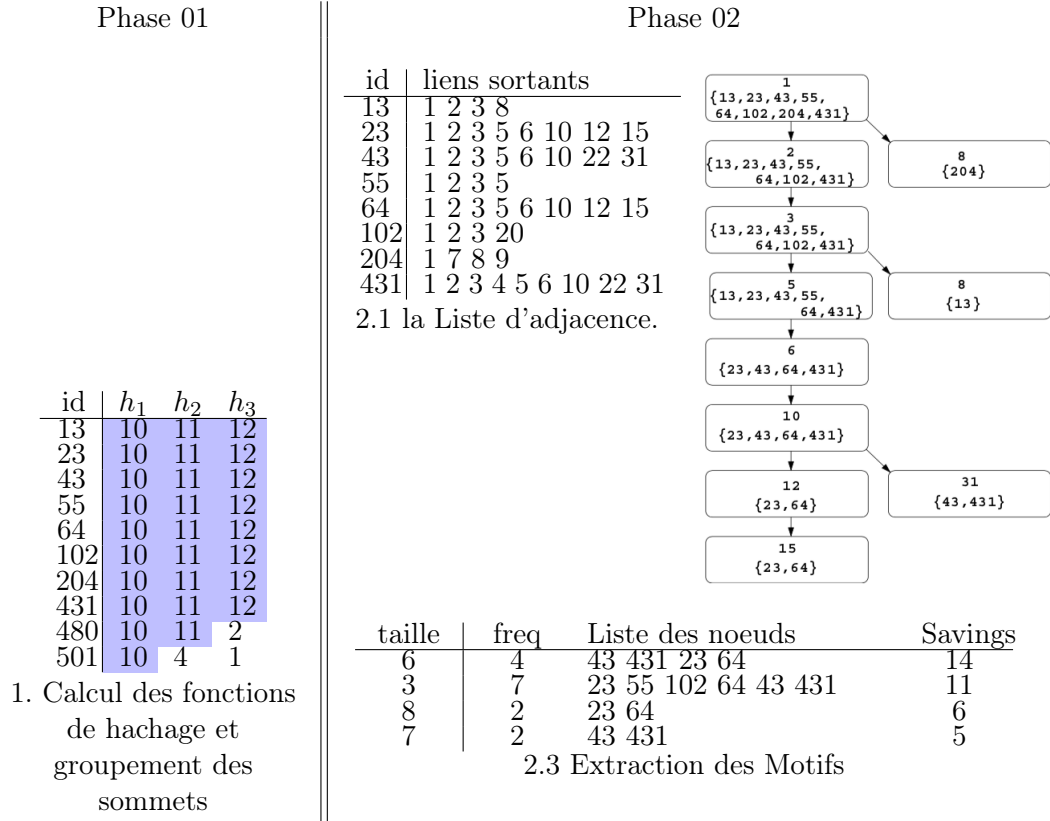 Phase 01
id h₁ h₂ h₃
13 10 11 12
23 10 11 12
43 10 11 12
55 10 11 12
64 10 11 12
102 10 11 12
204 10 11 12
431 10 11 12
480 10 11 2
501 10 4 1
1. Calcul des fonctions
de hachage et
groupement des
sommets
Phase 02
id liens sortants
13 1 2 3 8
23 1 2 3 5 6 10 12 15
43 1 2 3 5 6 10 22 31
55 1 2 3 5
64 1 2 3 5 6 10 12 15
102 1 2 3 20
204 1 7 8 9
431 1 2 3 4 5 6 10 22 31
2.1 la Liste d'adjacence.
1
{13,23,43,55,
64,102,204,431}
2
{13,23,43,55,
64,102,431}
8
{204}
3
{13,23,43,55,
64,102,431}
5
{13,23,43,55,
64,431}
8
{13}
6
{23,43,64,431}
10
{23,43,64,431}
12
{23,64}
31
{43,431}
15
{23,64}
taille freq Liste des noeuds Savings
6 4 43 431 23 64 14
3 7 23 55 102 64 43 431 11
8 2 23 64 6
7 2 43 431 5
2.3 Extraction des Motifs